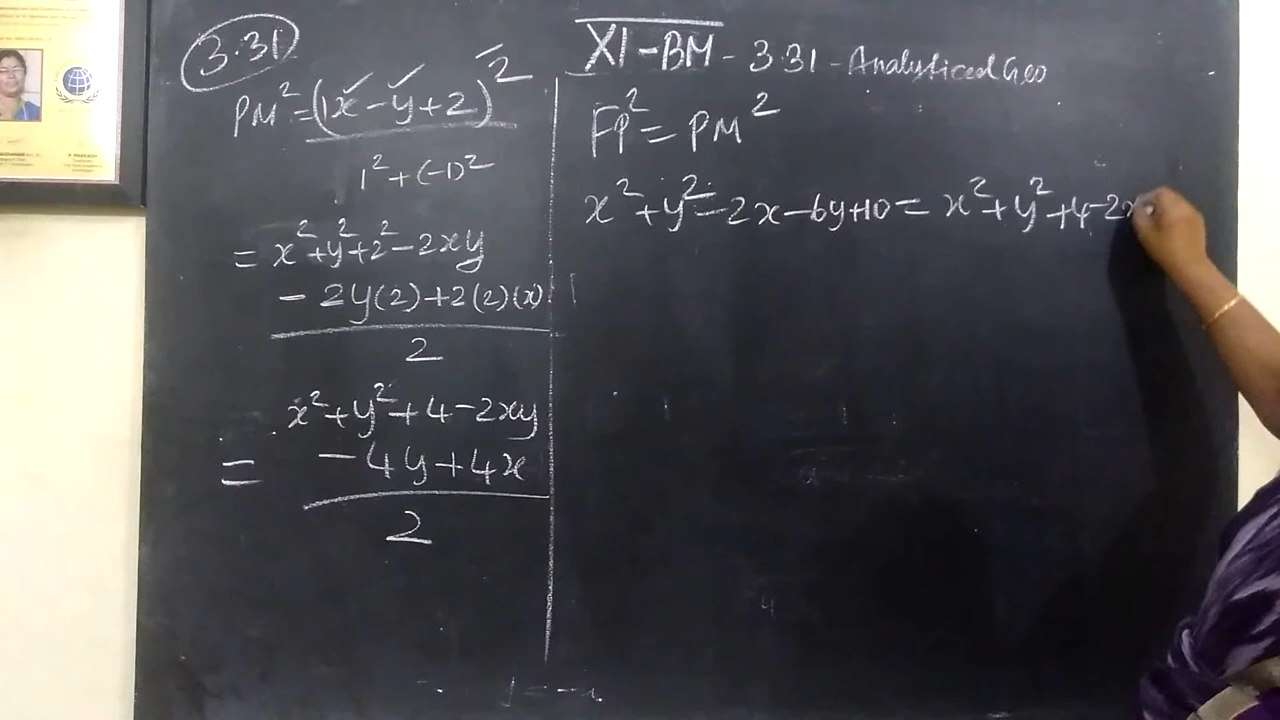 3.31
PM² = (1x - y + 2)²
1² + (-1)²
= x² + y² + 2² - 2xy
- 2y(2) + 2(2)(x)
2
x² + y² + 4 - 2xy
= - 4y + 4x
2
XI - BM - 3.31 - Analyticed Geo
FP² = PM²
x² + y² - 2x - 6y + 10 = x² + y² + 4 - 2x